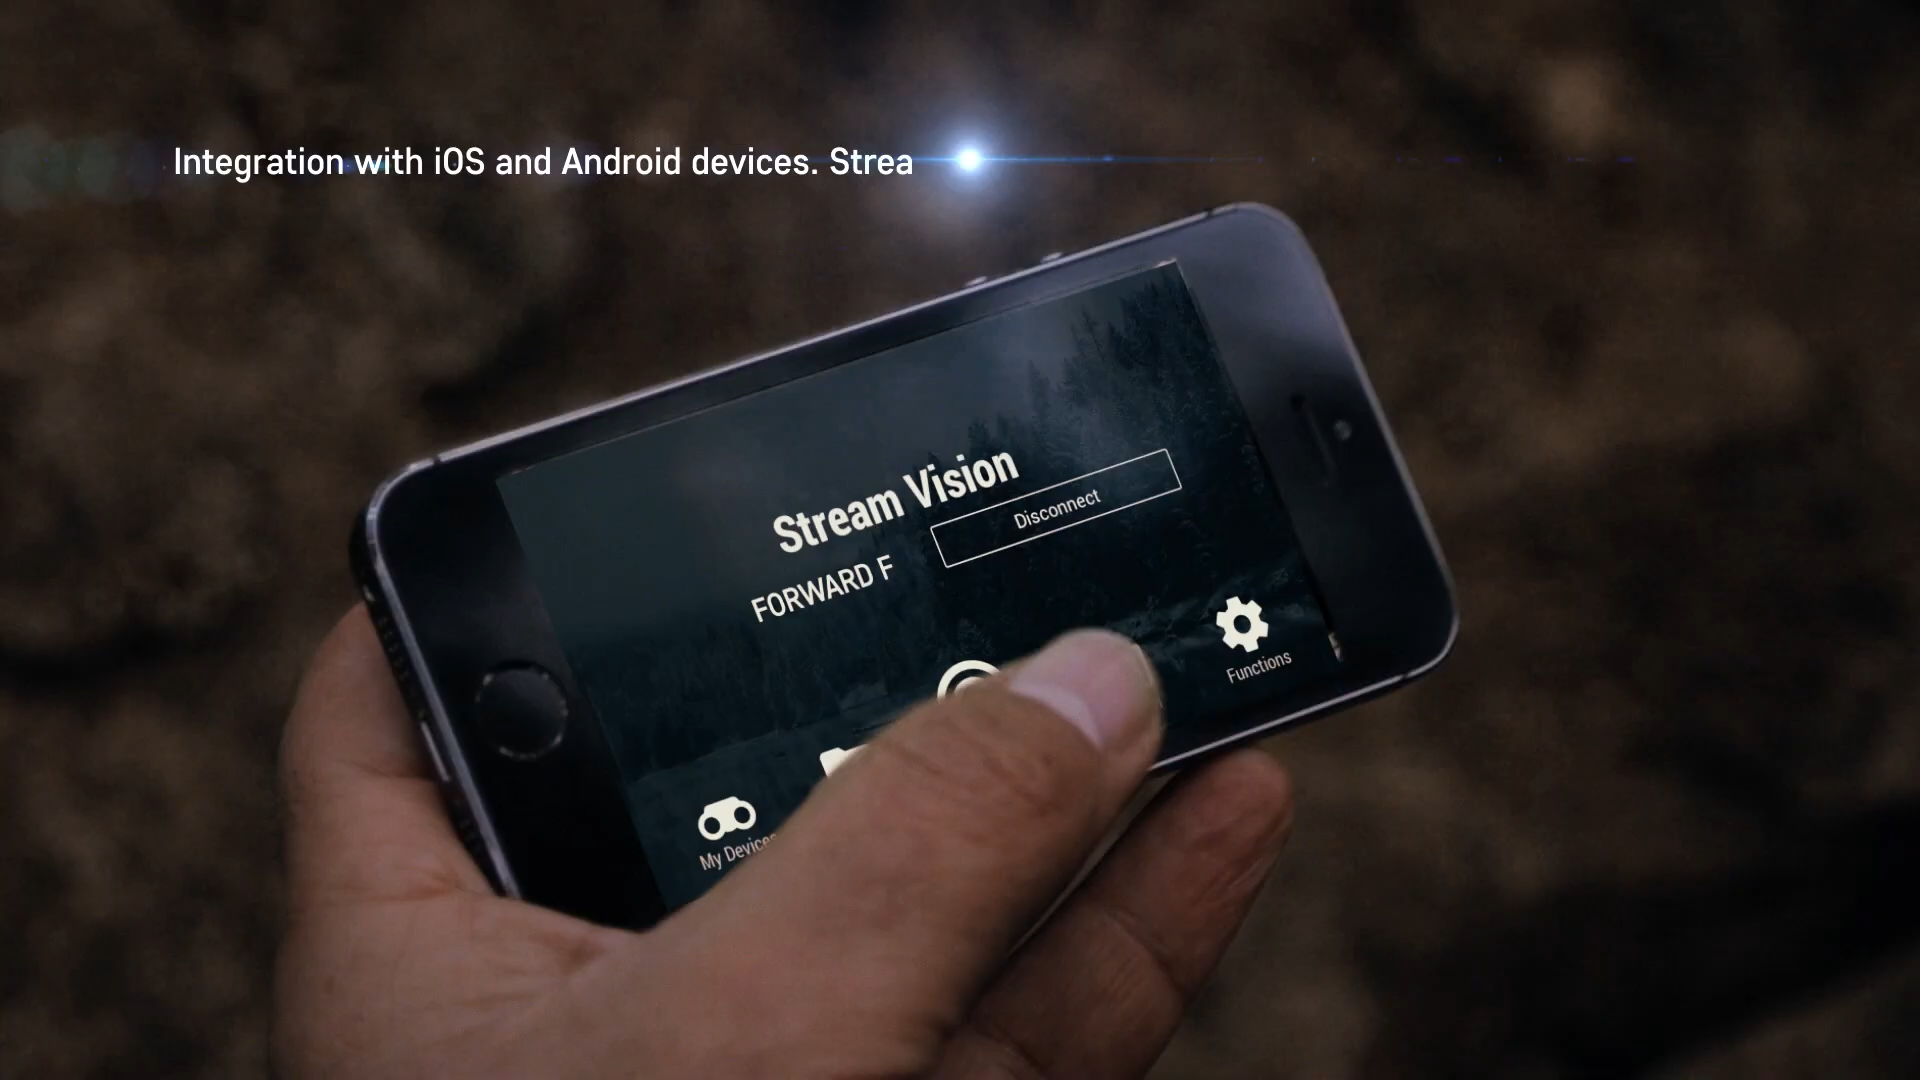 Integration with iOS and Android devices. Strea
Stream Vision
FORWARD F
Disconnect
Functions
My Devices